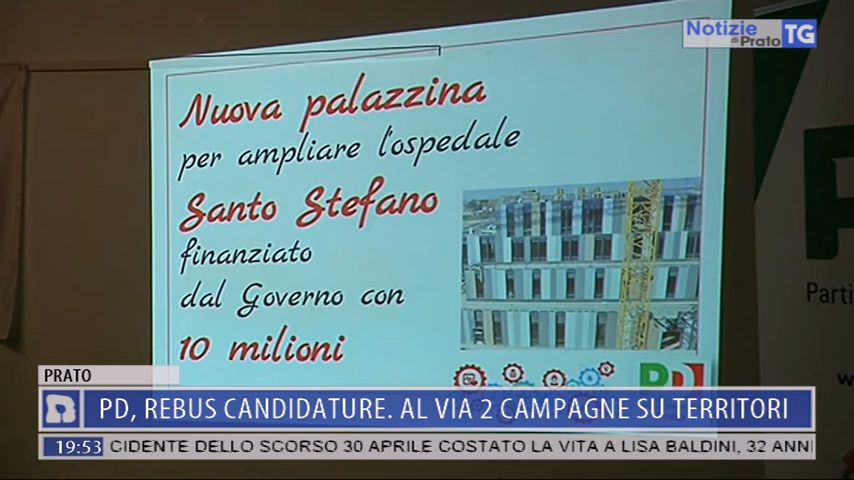 Notizie
di Prato TG
Nuova palazzina
per ampliare l'ospedale
Santo Stefano
finanziato
dal Governo con
10 milioni
PD
Parti
PRATO
PD, REBUS CANDIDATURE. AL VIA 2 CAMPAGNE SU TERRITORI
19:53 CIDENTE DELLO SCORSO 30 APRILE COSTATO LA VITA A LISA BALDINI, 32 ANNI